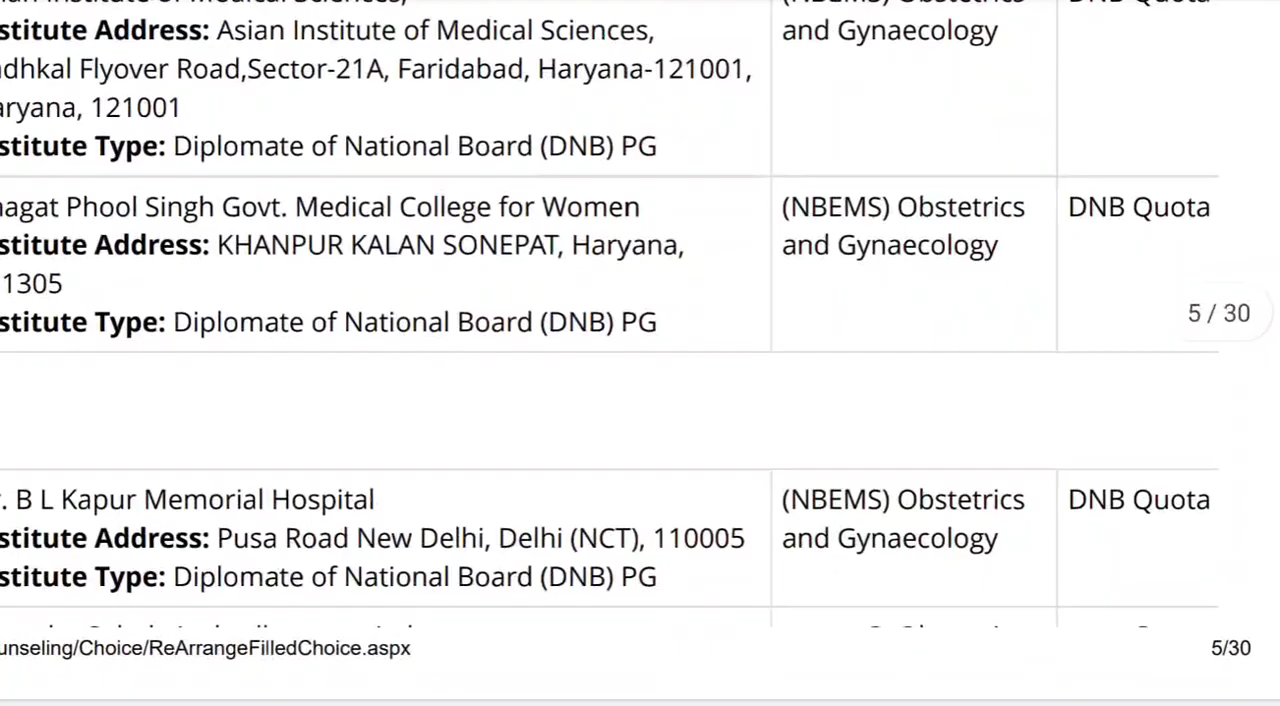 stitute Address: Asian Institute of Medical Sciences,
dhkal Flyover Road,Sector-21A, Faridabad, Haryana-121001,
aryana, 121001
stitute Type: Diplomate of National Board (DNB) PG
and Gynaecology
DNB Quota
agat Phool Singh Govt. Medical College for Women
stitute Address: KHANPUR KALAN SONEPAT, Haryana,
1305
stitute Type: Diplomate of National Board (DNB) PG
(NBEMS) Obstetrics
and Gynaecology
DNB Quota
5 / 30
. B L Kapur Memorial Hospital
stitute Address: Pusa Road New Delhi, Delhi (NCT), 110005
stitute Type: Diplomate of National Board (DNB) PG
(NBEMS) Obstetrics
and Gynaecology
DNB Quota
unseling/Choice/ReArrangeFilledChoice.aspx
5/30